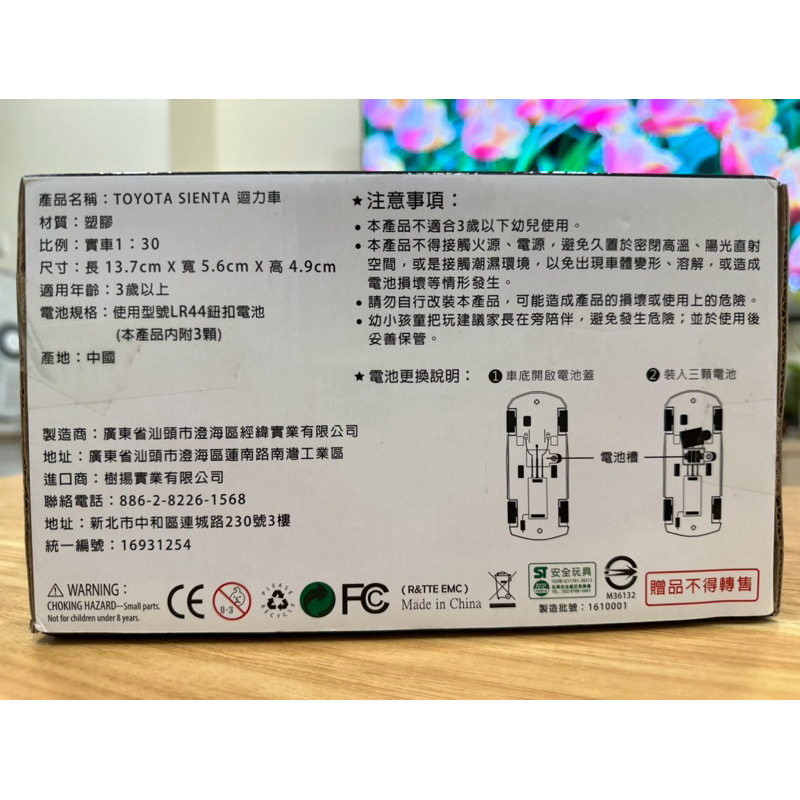 產品名稱：TOYOTA SIENTA 迴力車
材質：塑膠
比例：實車1：30
尺寸：長 13.7cm X 寬 5.6cm X 高 4.9cm
適用年齡：3歲以上
電池規格：使用型號LR44鈕扣電池
(本產品內附3顆)
產地：中國
製造商：廣東省汕頭市澄海區經緯實業有限公司
地址：廣東省汕頭市澄海區蓮南路南灣工業區
進口商：樹揚實業有限公司
聯絡電話：886-2-8226-1568
地址：新北市中和區連城路230號3樓
統一編號：16931254
★注意事項：
• 本產品不適合3歲以下幼兒使用。
• 本產品不得接觸火源、電源，避免久置於密閉高溫、陽光直射
空間，或是接觸潮濕環境，以免出現車體變形、溶解，或造成
電池損壞等情形發生。
• 請勿自行改裝本產品，可能造成產品的損壞或使用上的危險。
• 幼小孩童把玩建議家長在旁陪伴，避免發生危險；並於使用後
妥善保管。
★電池更換說明：
❶車底開啟電池蓋
❷裝入三顆電池
電池槽
⚠WARNING：
CHOKING HAZARD--Small parts.
Not for children under 8 years.
CE
0-3
PLEASE RECYCLE
FC
（R&TTE EMC）
Made in China
ST 安全玩具
製造批號：1610001
M36132
贈品不得轉售